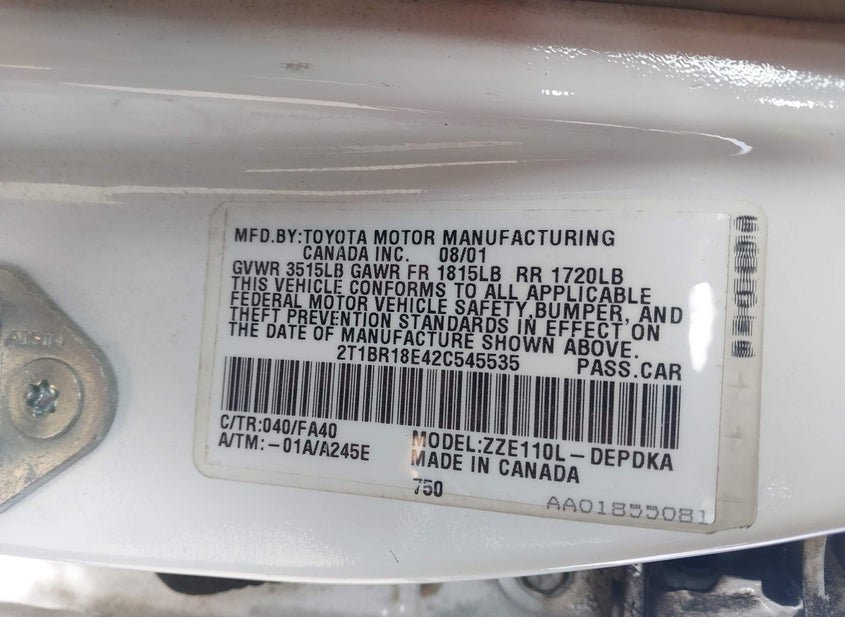 MFD.BY:TOYOTA MOTOR MANUFACTURING
CANADA INC. 08/01
GVWR 3515LB GAWR FR 1815LB RR 1720LB
THIS VEHICLE CONFORMS TO ALL APPLICABLE
FEDERAL MOTOR VEHICLE SAFETY,BUMPER, AND
THEFT PREVENTION STANDARDS IN EFFECT ON
THE DATE OF MANUFACTURE SHOWN ABOVE.
2T1BR18E42C545535 PASS.CAR
C/TR:040/FA40
A/TM:-01A/A245E
MODEL:ZZE110L-DEPDKA
MADE IN CANADA
750
AA01855081
AISIN